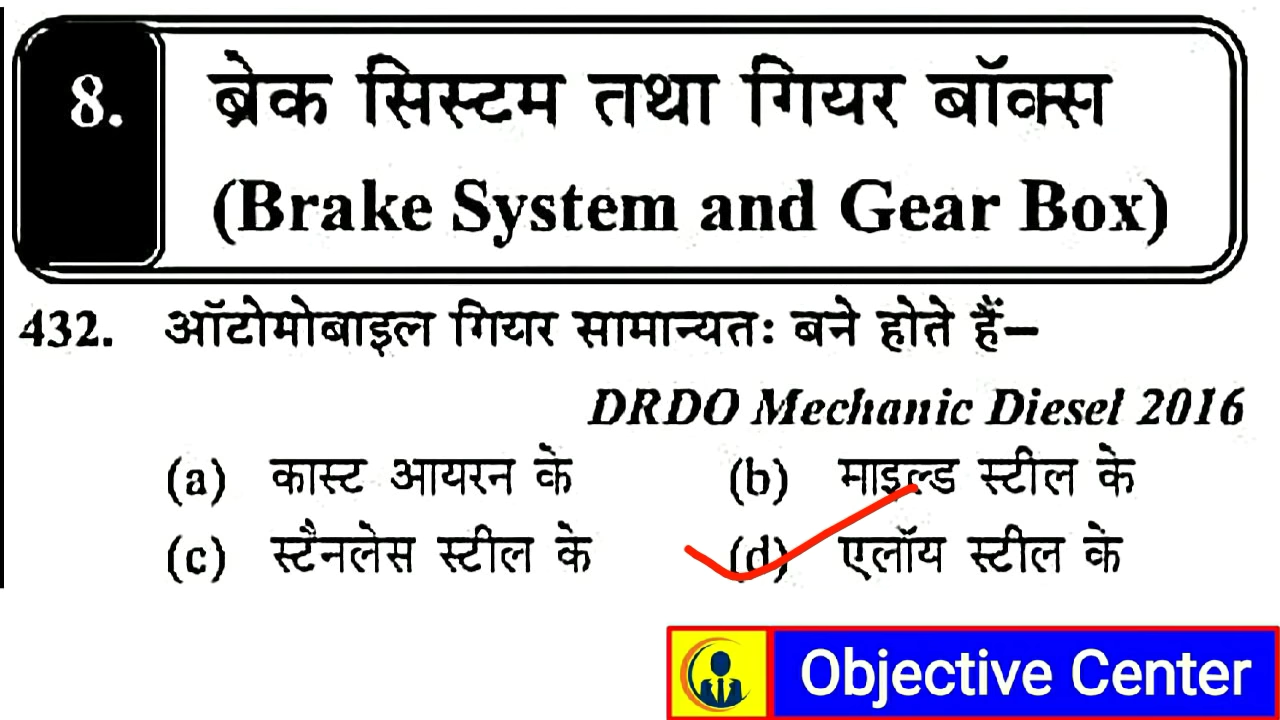 8. ब्रेक सिस्टम तथा गियर बॉक्स
(Brake System and Gear Box)
432. ऑटोमोबाइल गियर सामान्यतः बने होते हैं–
DRDO Mechanic Diesel 2016
(a) कास्ट आयरन के (b) माइल्ड स्टील के
(c) स्टैनलेस स्टील के (d) एलॉय स्टील के
Objective Center